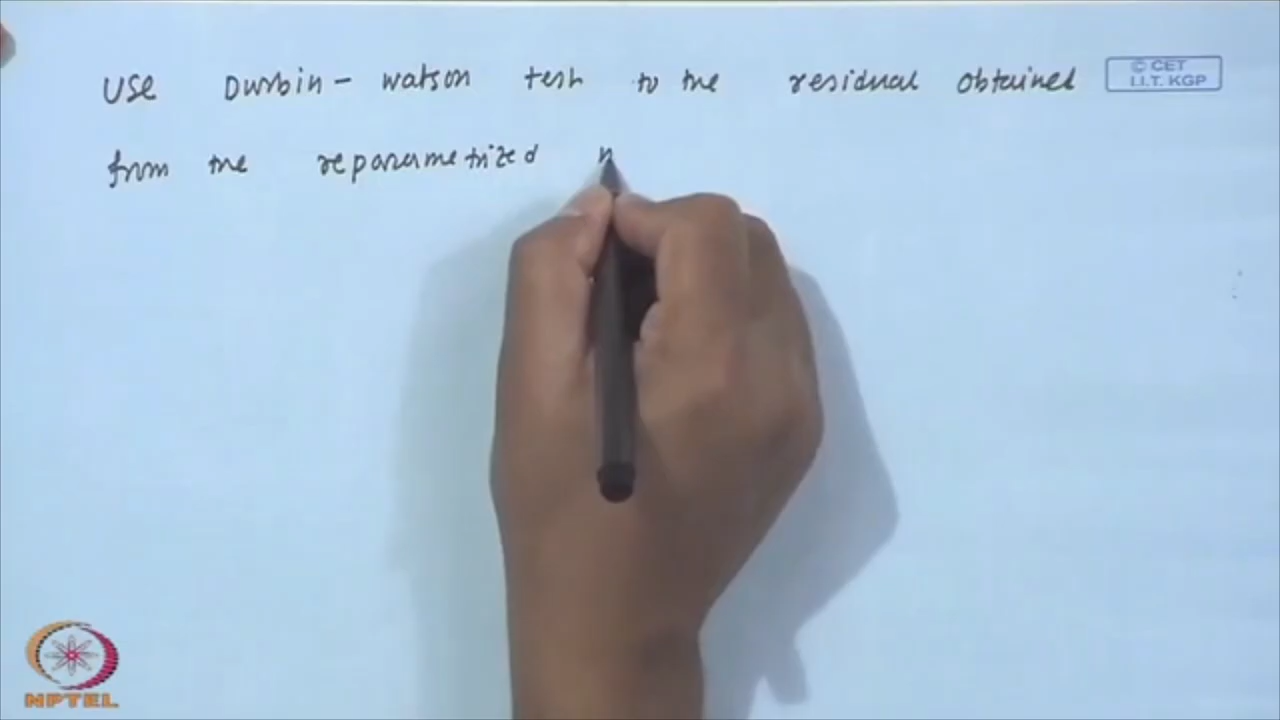 USE Durbin - Watson test to the residual obtained
© CET
I.I.T. KGP
from the reparametrized
NPTEL